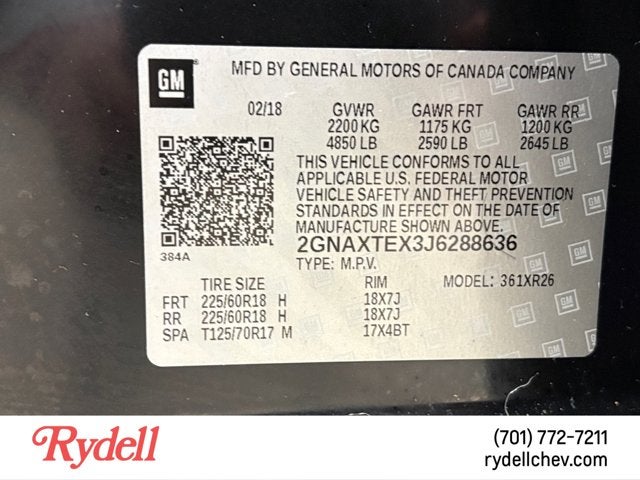 GM
MFD BY GENERAL MOTORS OF CANADA COMPANY
02/18 GVWR GAWR FRT GAWR RR
2200 KG 1175 KG 1200 KG
4850 LB 2590 LB 2645 LB
THIS VEHICLE CONFORMS TO ALL
APPLICABLE U.S. FEDERAL MOTOR
VEHICLE SAFETY AND THEFT PREVENTION
STANDARDS IN EFFECT ON THE DATE OF
MANUFACTURE SHOWN ABOVE.
384A 2GNAXTEX3J6288636
TYPE: M.P.V. MODEL: 361XR26
TIRE SIZE RIM
FRT 225/60R18 H 18X7J
RR 225/60R18 H 18X7J
SPA T125/70R17 M 17X4BT
Rydell
(701) 772-7211
rydellchev.com